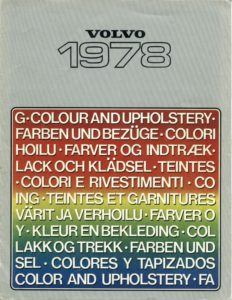 VOLVO
1978
G·COLOUR AND UPHOLSTERY·
FARBEN UND BEZÜGE·COLORI
HOILU·FARVER OG INDTRÆK·
LACK OCH KLÄDSEL·TEINTES
·COLORI E RIVESTIMENTI·CO
ING·TEINTES ET GARNITURES
VÄRIT JA VERHOILU·FARVER O
Y·KLEUR EN BEKLEDING·COL
LAKK OG TREKK·FARBEN UND
SEL·COLORES Y TAPIZADOS
COLOR AND UPHOLSTERY·FA